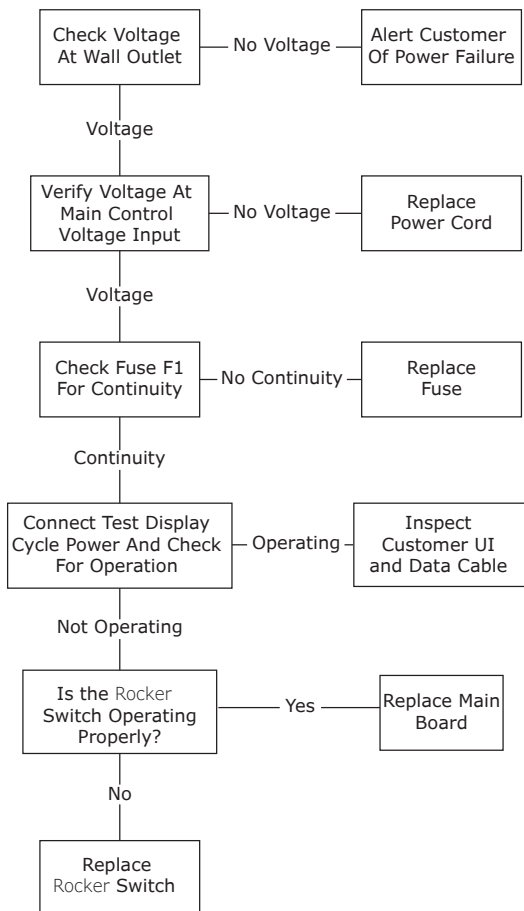 Check Voltage
At Wall Outlet
No Voltage
Alert Customer
Of Power Failure
Voltage
Verify Voltage At
Main Control
Voltage Input
No Voltage
Replace
Power Cord
Voltage
Check Fuse F1
For Continuity
No Continuity
Replace
Fuse
Continuity
Connect Test Display
Cycle Power And Check
For Operation
Operating
Inspect
Customer UI
and Data Cable
Not Operating
Is the Rocker
Switch Operating
Properly?
Yes
Replace Main
Board
No
Replace
Rocker Switch